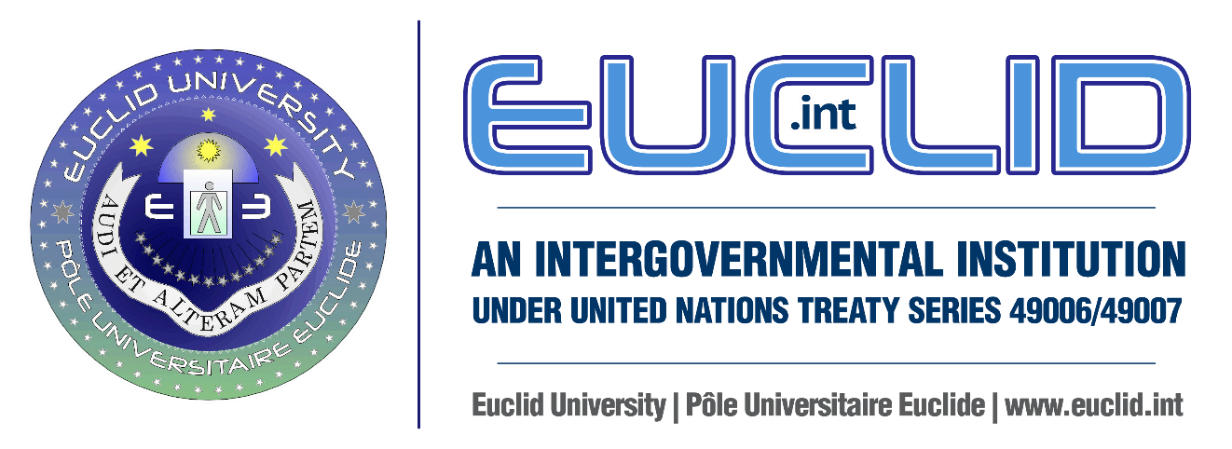 EUCLID UNIVERSITY
E 3
AUDI ET ALTERAM PARTEM
PÔLE UNIVERSITAIRE EUCLIDE
EUCLID
.int
AN INTERGOVERNMENTAL INSTITUTION
UNDER UNITED NATIONS TREATY SERIES 49006/49007
Euclid University | Pôle Universitaire Euclide | www.euclid.int